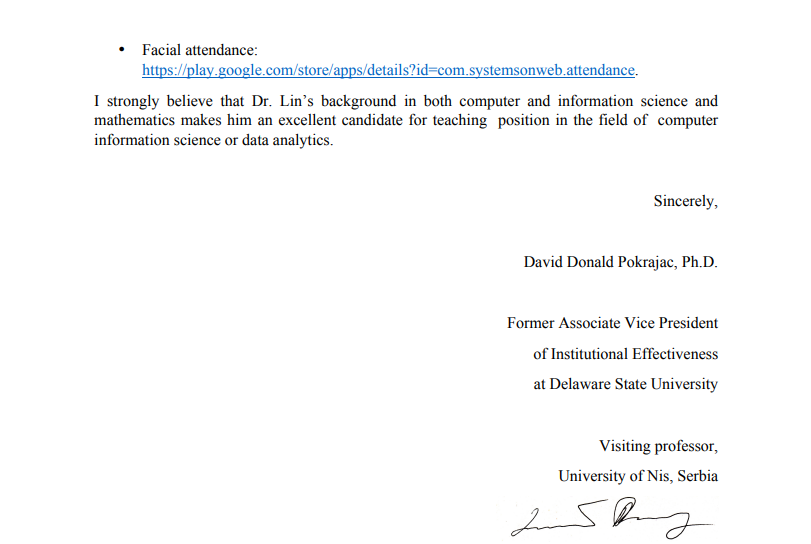 • Facial attendance:
https://play.google.com/store/apps/details?id=com.systemsonweb.attendance.
I strongly believe that Dr. Lin's background in both computer and information science and
mathematics makes him an excellent candidate for teaching position in the field of computer
information science or data analytics.
Sincerely,
David Donald Pokrajac, Ph.D.
Former Associate Vice President
of Institutional Effectiveness
at Delaware State University
Visiting professor,
University of Nis, Serbia